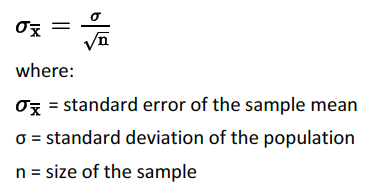 σx̄ = σ/√n
where:
σx̄ = standard error of the sample mean
σ = standard deviation of the population
n = size of the sample